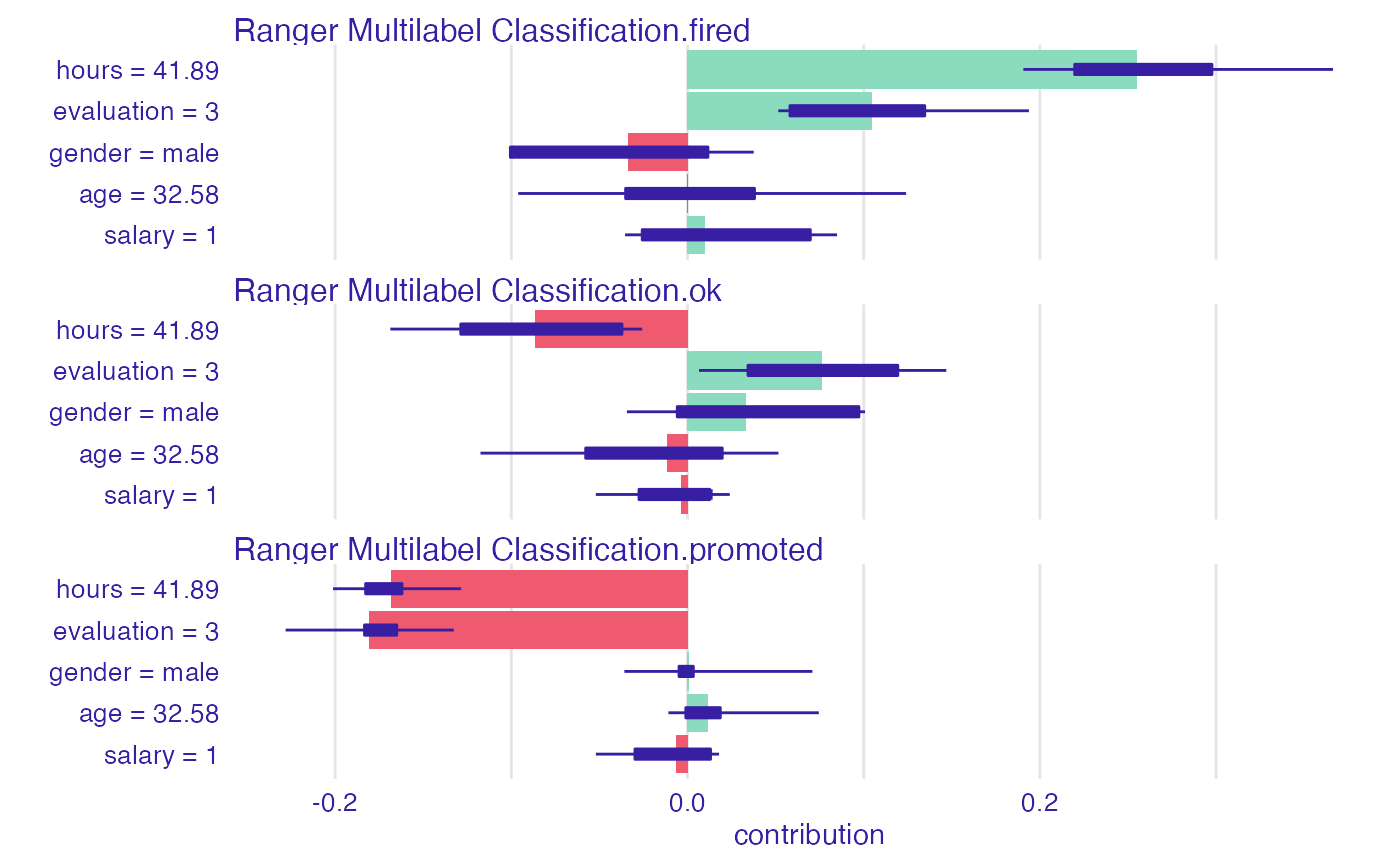 Ranger Multilabel Classification.fired
hours = 41.89
evaluation = 3
gender = male
age = 32.58
salary = 1
Ranger Multilabel Classification.ok
hours = 41.89
evaluation = 3
gender = male
age = 32.58
salary = 1
Ranger Multilabel Classification.promoted
hours = 41.89
evaluation = 3
gender = male
age = 32.58
salary = 1
-0.2 0.0 0.2
contribution